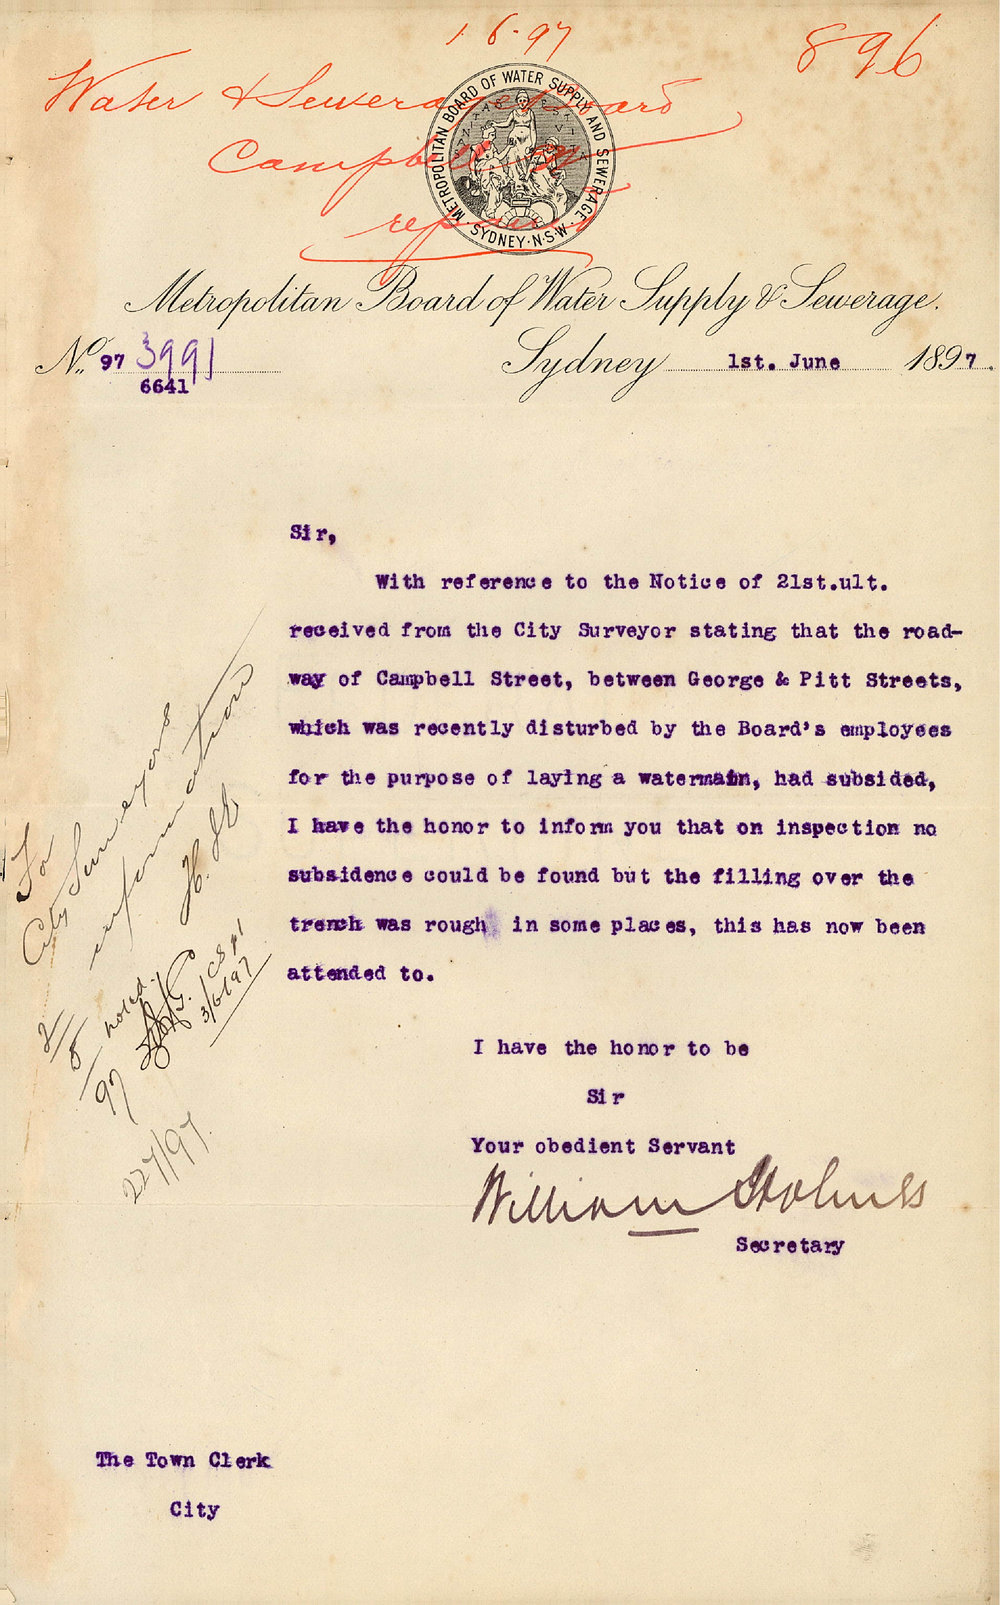 1. 6. 97
896
Water & Sewerage Board
Campbell St
repairs
METROPOLITAN BOARD OF WATER SUPPLY AND SEWERAGE.
SYDNEY·N·S·W·
Metropolitan Board of Water Supply & Sewerage.
No. 97 3991
6641
Sydney 1st. June 1897.
Sir,
With reference to the Notice of 21st.ult.
received from the City Surveyor stating that the road-
way of Campbell Street, between George & Pitt Streets,
which was recently disturbed by the Board's employees
for the purpose of laying a watermain, had subsided,
I have the honor to inform you that on inspection no
subsidence could be found but the filling over the
trench was rough in some places, this has now been
attended to.
For
City Surveyors
information
2/6/97
noted.
3/6/97
227/97.
I have the honor to be
Sir
Your obedient Servant
William Holmes
Secretary
The Town Clerk
City